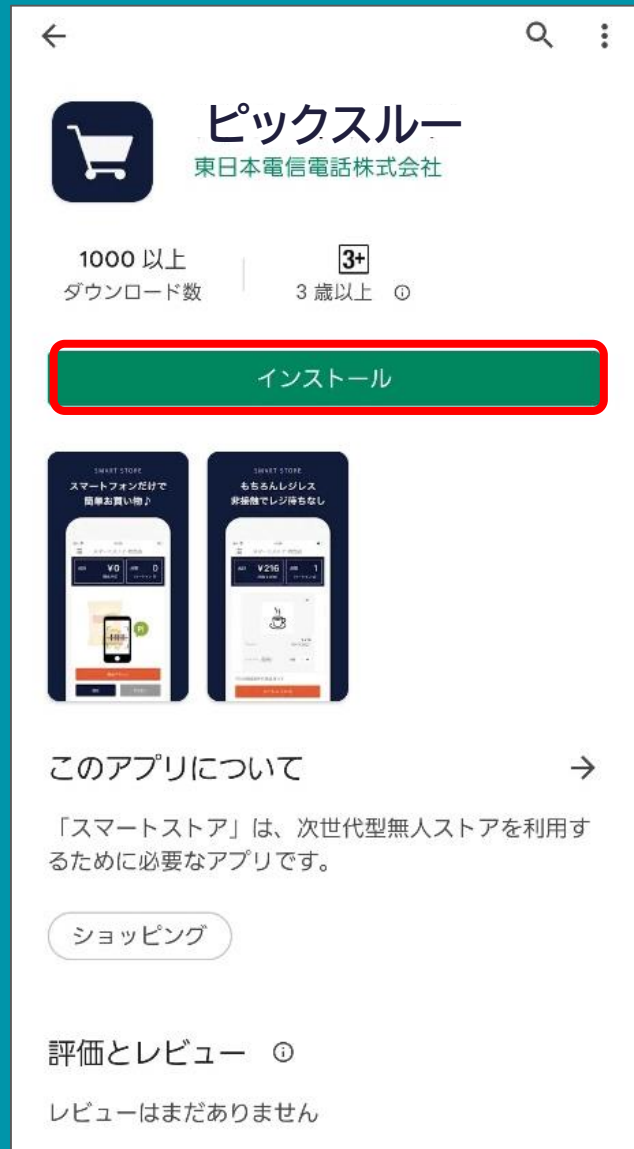 ピックスルー
東日本電信電話株式会社
1000 以上
ダウンロード数
3+
3 歳以上
インストール
SMART STORE
スマートフォンだけで
簡単お買い物♪
SMART STORE
もちろんレジレス
非接触でレジ待ちなし
¥0
0
¥216
1
このアプリについて
「スマートストア」は、次世代型無人ストアを利用す
るために必要なアプリです。
ショッピング
評価とレビュー
レビューはまだありません